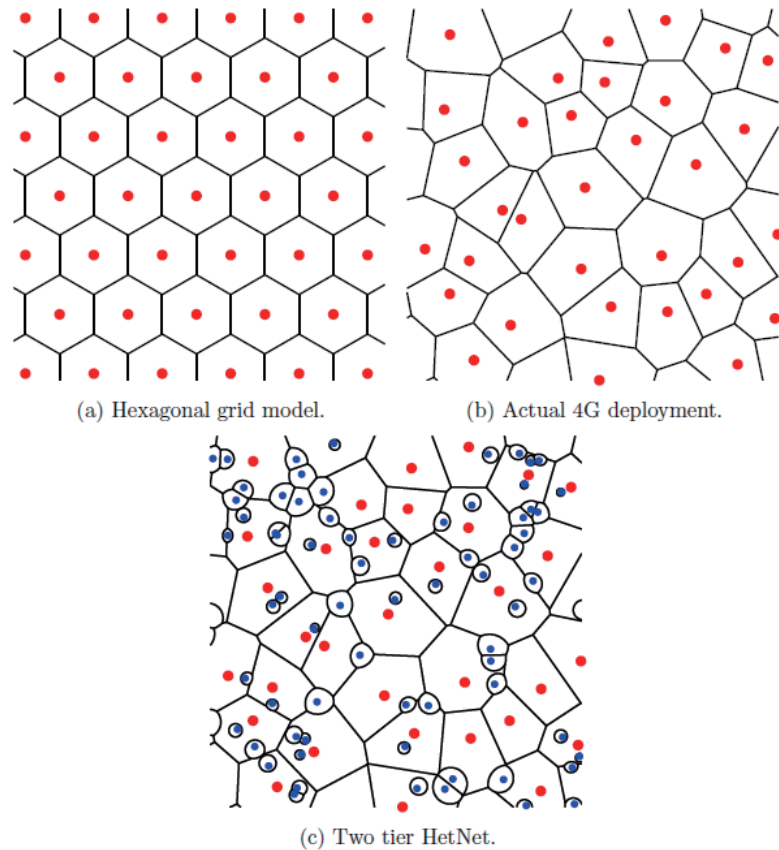 (a) Hexagonal grid model.
(b) Actual 4G deployment.
(c) Two tier HetNet.